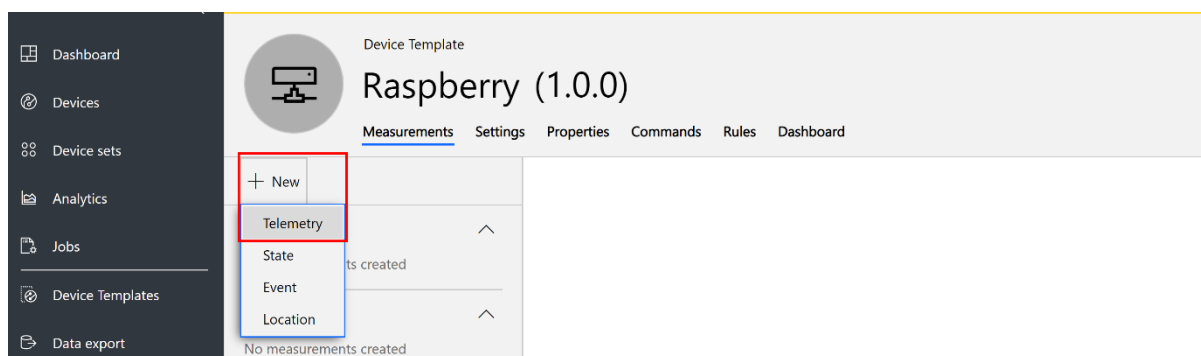 Dashboard
Devices
Device sets
Analytics
Jobs
Device Templates
Data export
Device Template
Raspberry (1.0.0)
Measurements Settings Properties Commands Rules Dashboard
+ New
Telemetry
State
Event
Location
ts created
No measurements created